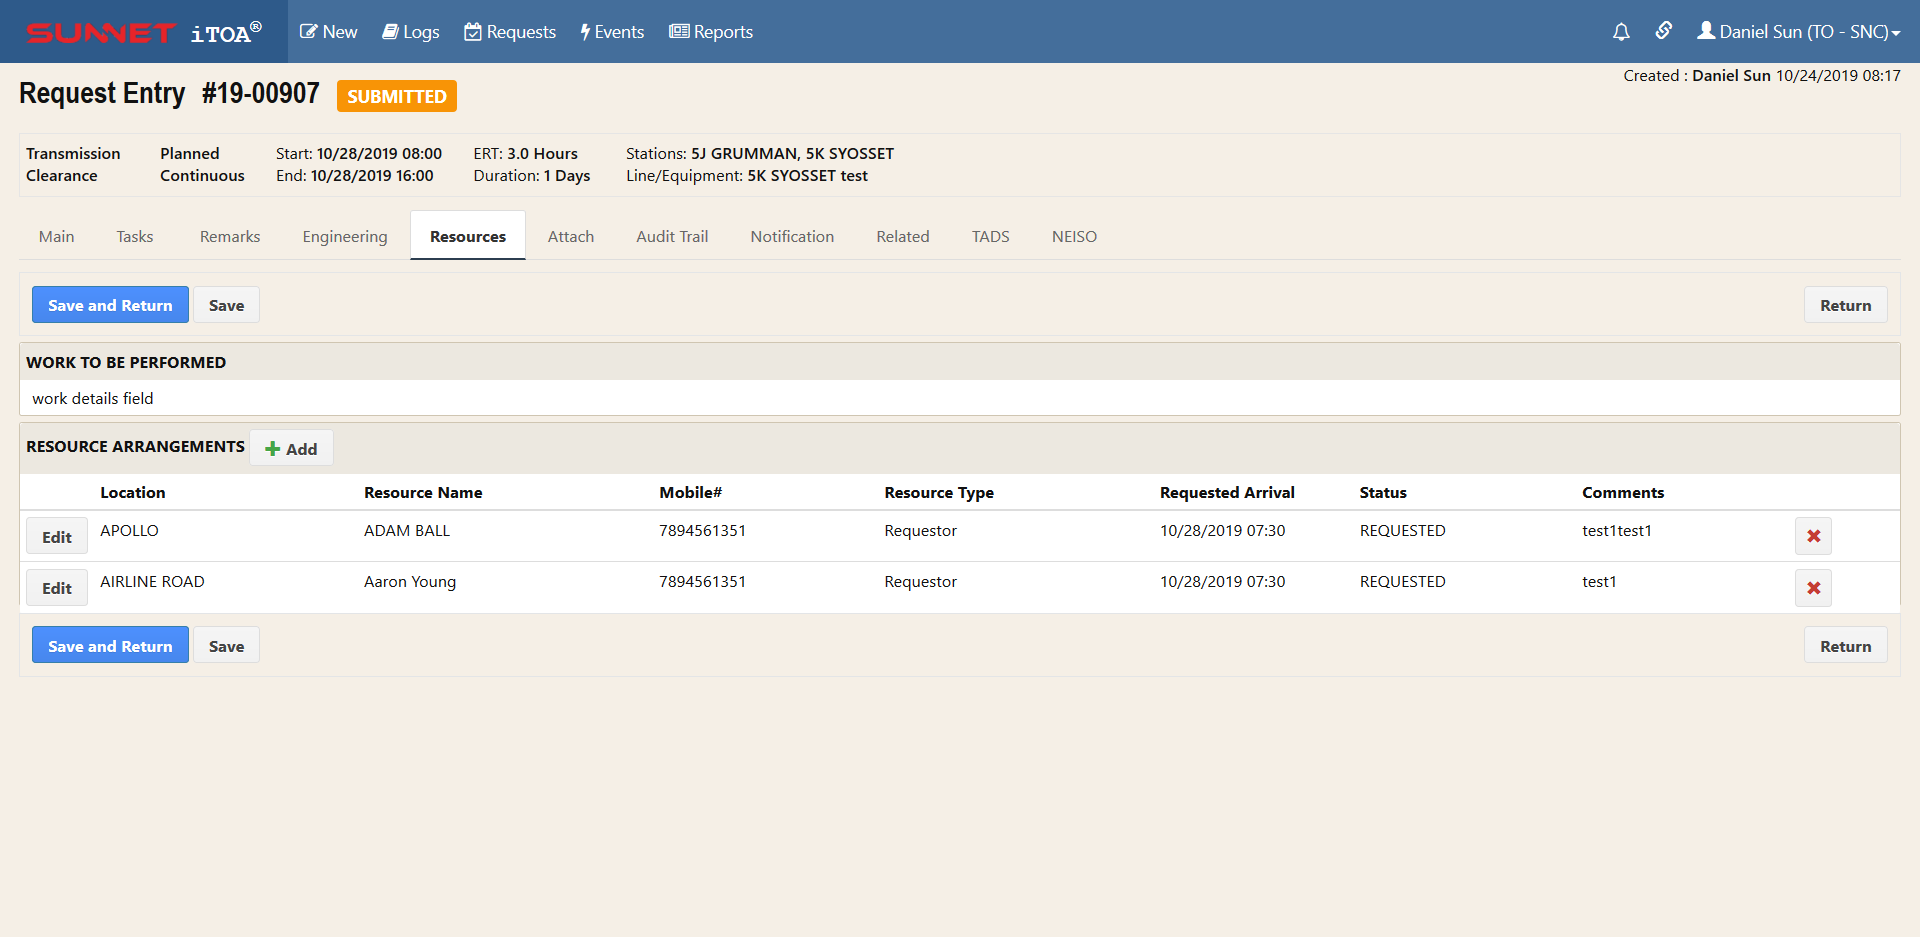 SUNNET iTOA® New Logs Requests Events Reports Daniel Sun (TO - SNC)
Created : Daniel Sun 10/24/2019 08:17
Request Entry #19-00907 SUBMITTED
Transmission Planned Start: 10/28/2019 08:00 ERT: 3.0 Hours Stations: 5J GRUMMAN, 5K SYOSSET
Clearance Continuous End: 10/28/2019 16:00 Duration: 1 Days Line/Equipment: 5K SYOSSET test
Main Tasks Remarks Engineering Resources Attach Audit Trail Notification Related TADS NEISO
Save and Return Save Return
WORK TO BE PERFORMED
work details field
RESOURCE ARRANGEMENTS Add
Location Resource Name Mobile# Resource Type Requested Arrival Status Comments
Edit APOLLO ADAM BALL 7894561351 Requestor 10/28/2019 07:30 REQUESTED test1test1
Edit AIRLINE ROAD Aaron Young 7894561351 Requestor 10/28/2019 07:30 REQUESTED test1
Save and Return Save Return